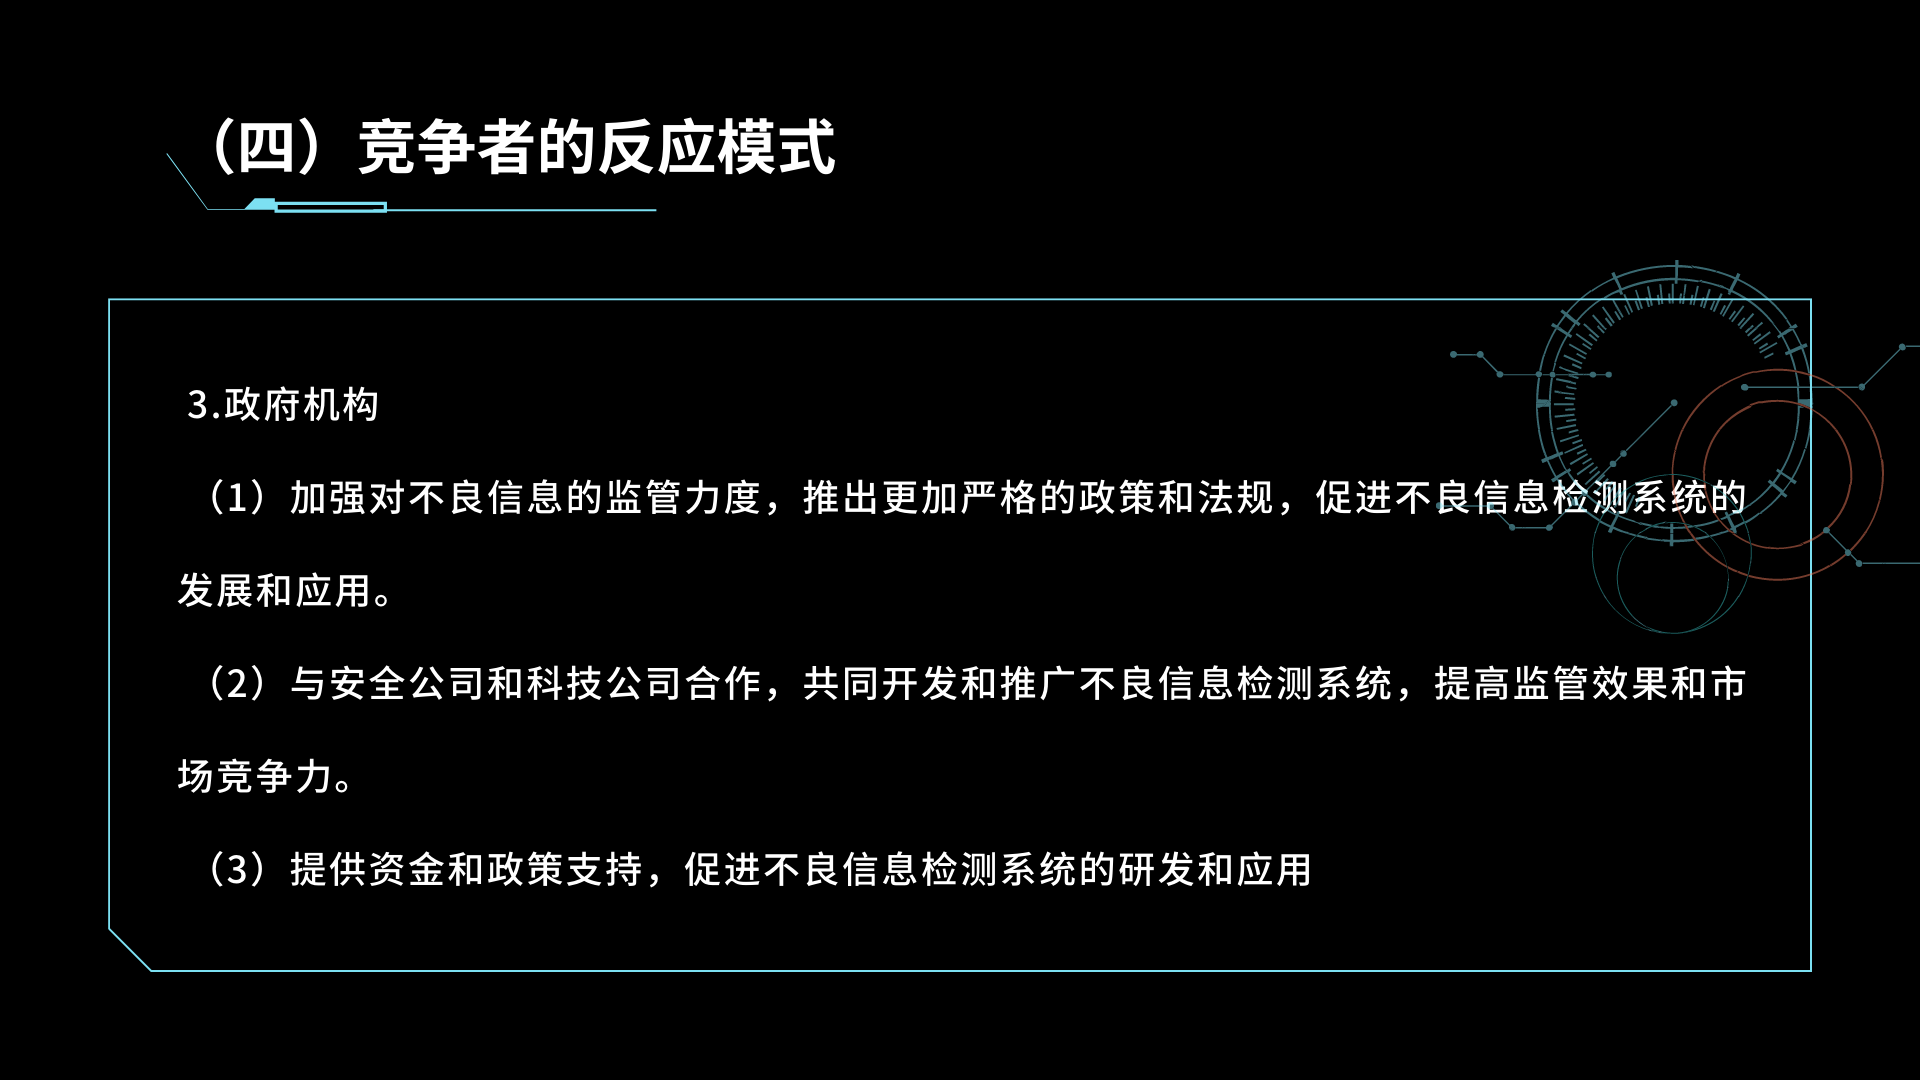 （四）竞争者的反应模式
3.政府机构
（1）加强对不良信息的监管力度，推出更加严格的政策和法规，促进不良信息检测系统的
发展和应用。
（2）与安全公司和科技公司合作，共同开发和推广不良信息检测系统，提高监管效果和市
场竞争力。
（3）提供资金和政策支持，促进不良信息检测系统的研发和应用